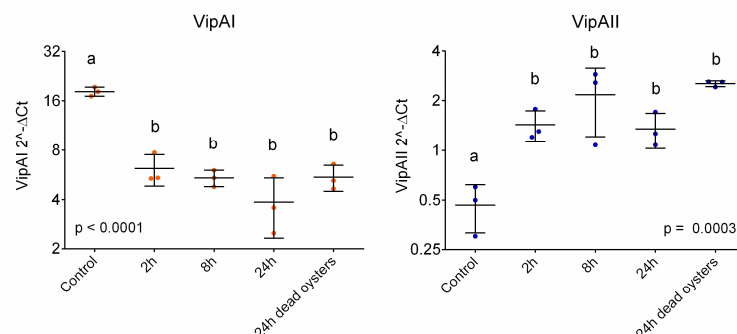 VipAI
VipAI 2^-ΔCt
32
16
8
4
2
a
b
b
b
b
p < 0.0001
Control
2h
8h
24h
24h dead oysters
VipAII
VipAII 2^-ΔCt
4
2
1
0.5
0.25
a
b
b
b
b
p = 0.0003
Control
2h
8h
24h
24h dead oysters